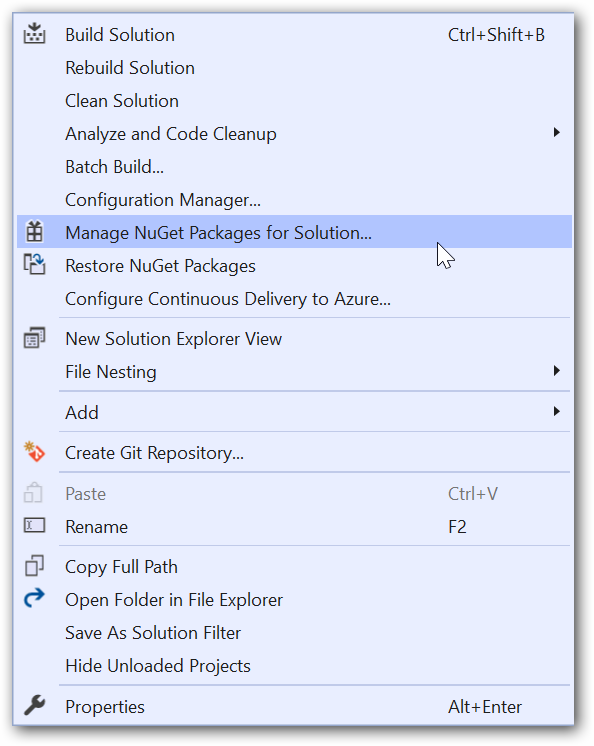 Build Solution Ctrl+Shift+B
Rebuild Solution
Clean Solution
Analyze and Code Cleanup
Batch Build...
Configuration Manager...
Manage NuGet Packages for Solution...
Restore NuGet Packages
Configure Continuous Delivery to Azure...
New Solution Explorer View
File Nesting
Add
Create Git Repository...
Paste Ctrl+V
Rename F2
Copy Full Path
Open Folder in File Explorer
Save As Solution Filter
Hide Unloaded Projects
Properties Alt+Enter